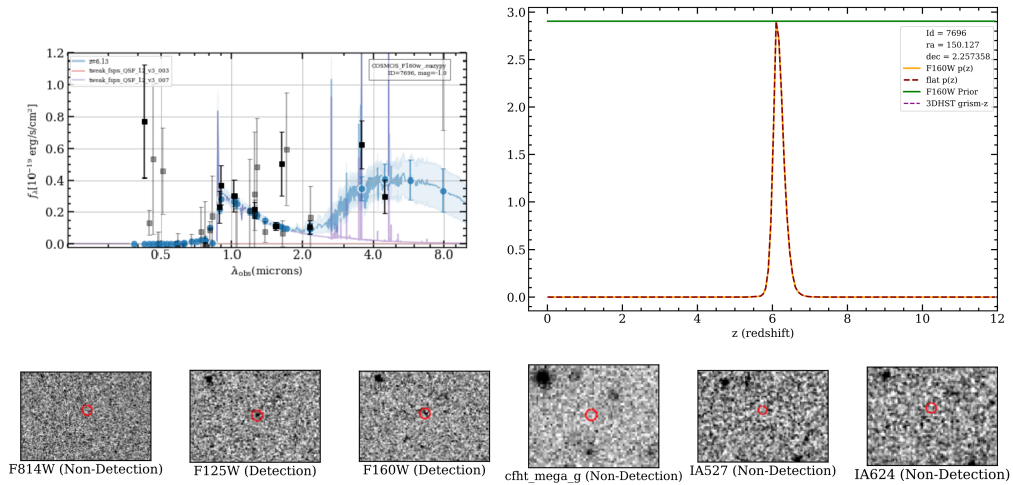 1.2
1.0
0.8
0.6
0.4
0.2
0.0
fλ[10⁻¹⁹ erg/s/cm²]
z=6.13
tweak_fsps_QSF_12_v3_003
tweak_fsps_QSF_12_v3_007
COSMOS_F160w_.eazypy
ID=7696, mag=-1.0
0.5 1.0 2.0 4.0 8.0
λobs(microns)
3.0
2.5
2.0
1.5
1.0
0.5
0.0
Id = 7696
ra = 150.127
dec = 2.257358
F160W p(z)
flat p(z)
F160W Prior
3DHST grism-z
0 2 4 6 8 10 12
z (redshift)
F814W (Non-Detection)
F125W (Detection)
F160W (Detection)
cfht_mega_g (Non-Detection)
IA527 (Non-Detection)
IA624 (Non-Detection)